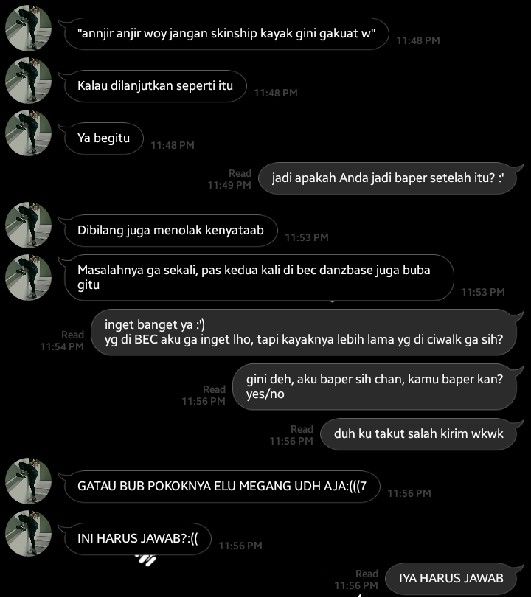 "annjir anjir woy jangan skinship kayak gini gakuat w"
11:48 PM
Kalau dilanjutkan seperti itu
11:48 PM
Ya begitu
11:48 PM
Read
11:49 PM
jadi apakah Anda jadi baper setelah itu? :'
Dibilang juga menolak kenyataab
11:53 PM
Masalahnya ga sekali, pas kedua kali di bec danzbase juga buba
gitu
11:53 PM
inget banget ya :')
Read
11:54 PM
yg di BEC aku ga inget lho, tapi kayaknya lebih lama yg di ciwalk ga sih?
gini deh, aku baper sih chan, kamu baper kan?
Read
11:56 PM
yes/no
Read
11:56 PM
duh ku takut salah kirim wkwk
GATAU BUB POKOKNYA ELU MEGANG UDH AJA:(((7
11:56 PM
INI HARUS JAWAB?:((
11:56 PM
Read
11:56 PM
IYA HARUS JAWAB